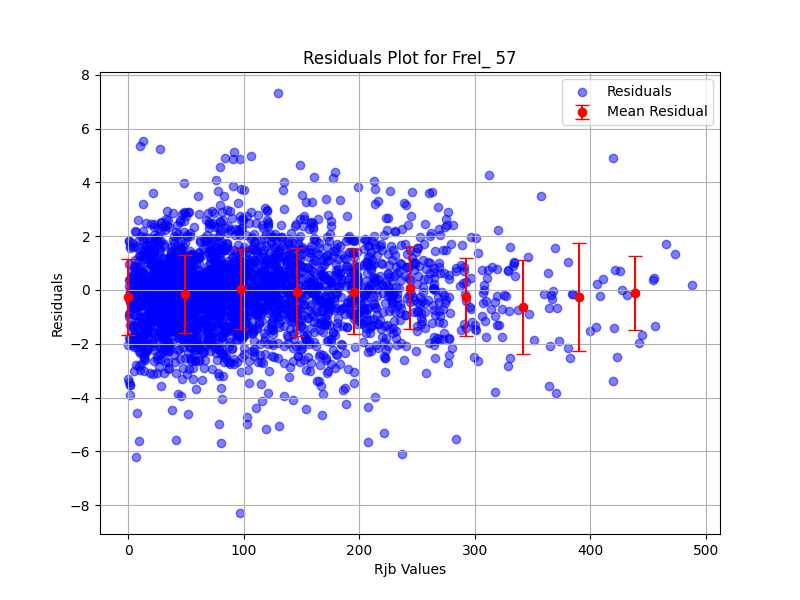 Residuals Plot for FreI_ 57
8
6
4
2
0
−2
−4
−6
−8
Residuals
Residuals
Mean Residual
0 100 200 300 400 500
Rjb Values